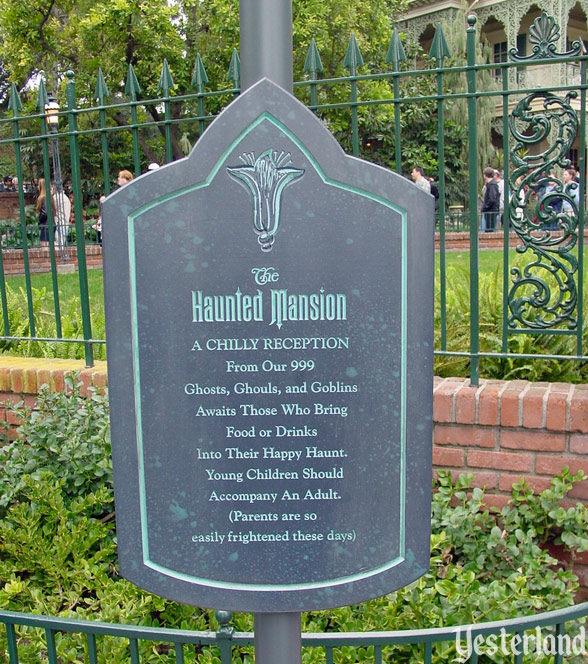 The
Haunted Mansion
A CHILLY RECEPTION
From Our 999
Ghosts, Ghouls, and Goblins
Awaits Those Who Bring
Food or Drinks
Into Their Happy Haunt.
Young Children Should
Accompany An Adult.
(Parents are so
easily frightened these days)
Yesterland